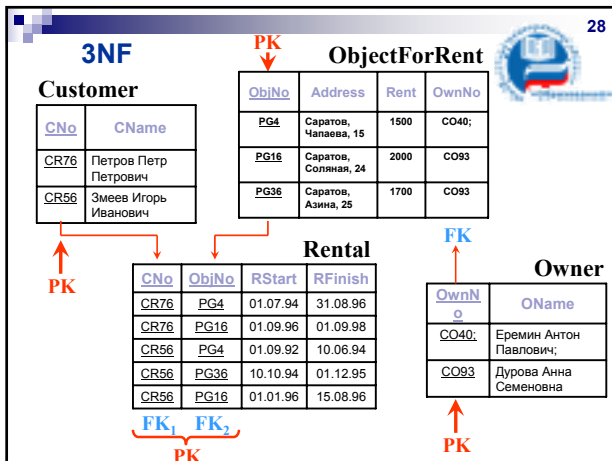 28
3NF
PK
ObjectForRent
Customer
ObjNo Address Rent OwnNo
PG4 Саратов, Чапаева, 15 1500 CO40;
PG16 Саратов, Соляная, 24 2000 CO93
PG36 Саратов, Азина, 25 1700 CO93
CNo CName
CR76 Петров Петр Петрович
CR56 Змеев Игорь Иванович
PK
FK
Rental
CNo ObjNo RStart RFinish
CR76 PG4 01.07.94 31.08.96
CR76 PG16 01.09.96 01.09.98
CR56 PG4 01.09.92 10.06.94
CR56 PG36 10.10.94 01.12.95
CR56 PG16 01.01.96 15.08.96
FK1 FK2
PK
Owner
OwnNo OName
CO40; Еремин Антон Павлович;
CO93 Дурова Анна Семеновна
PK